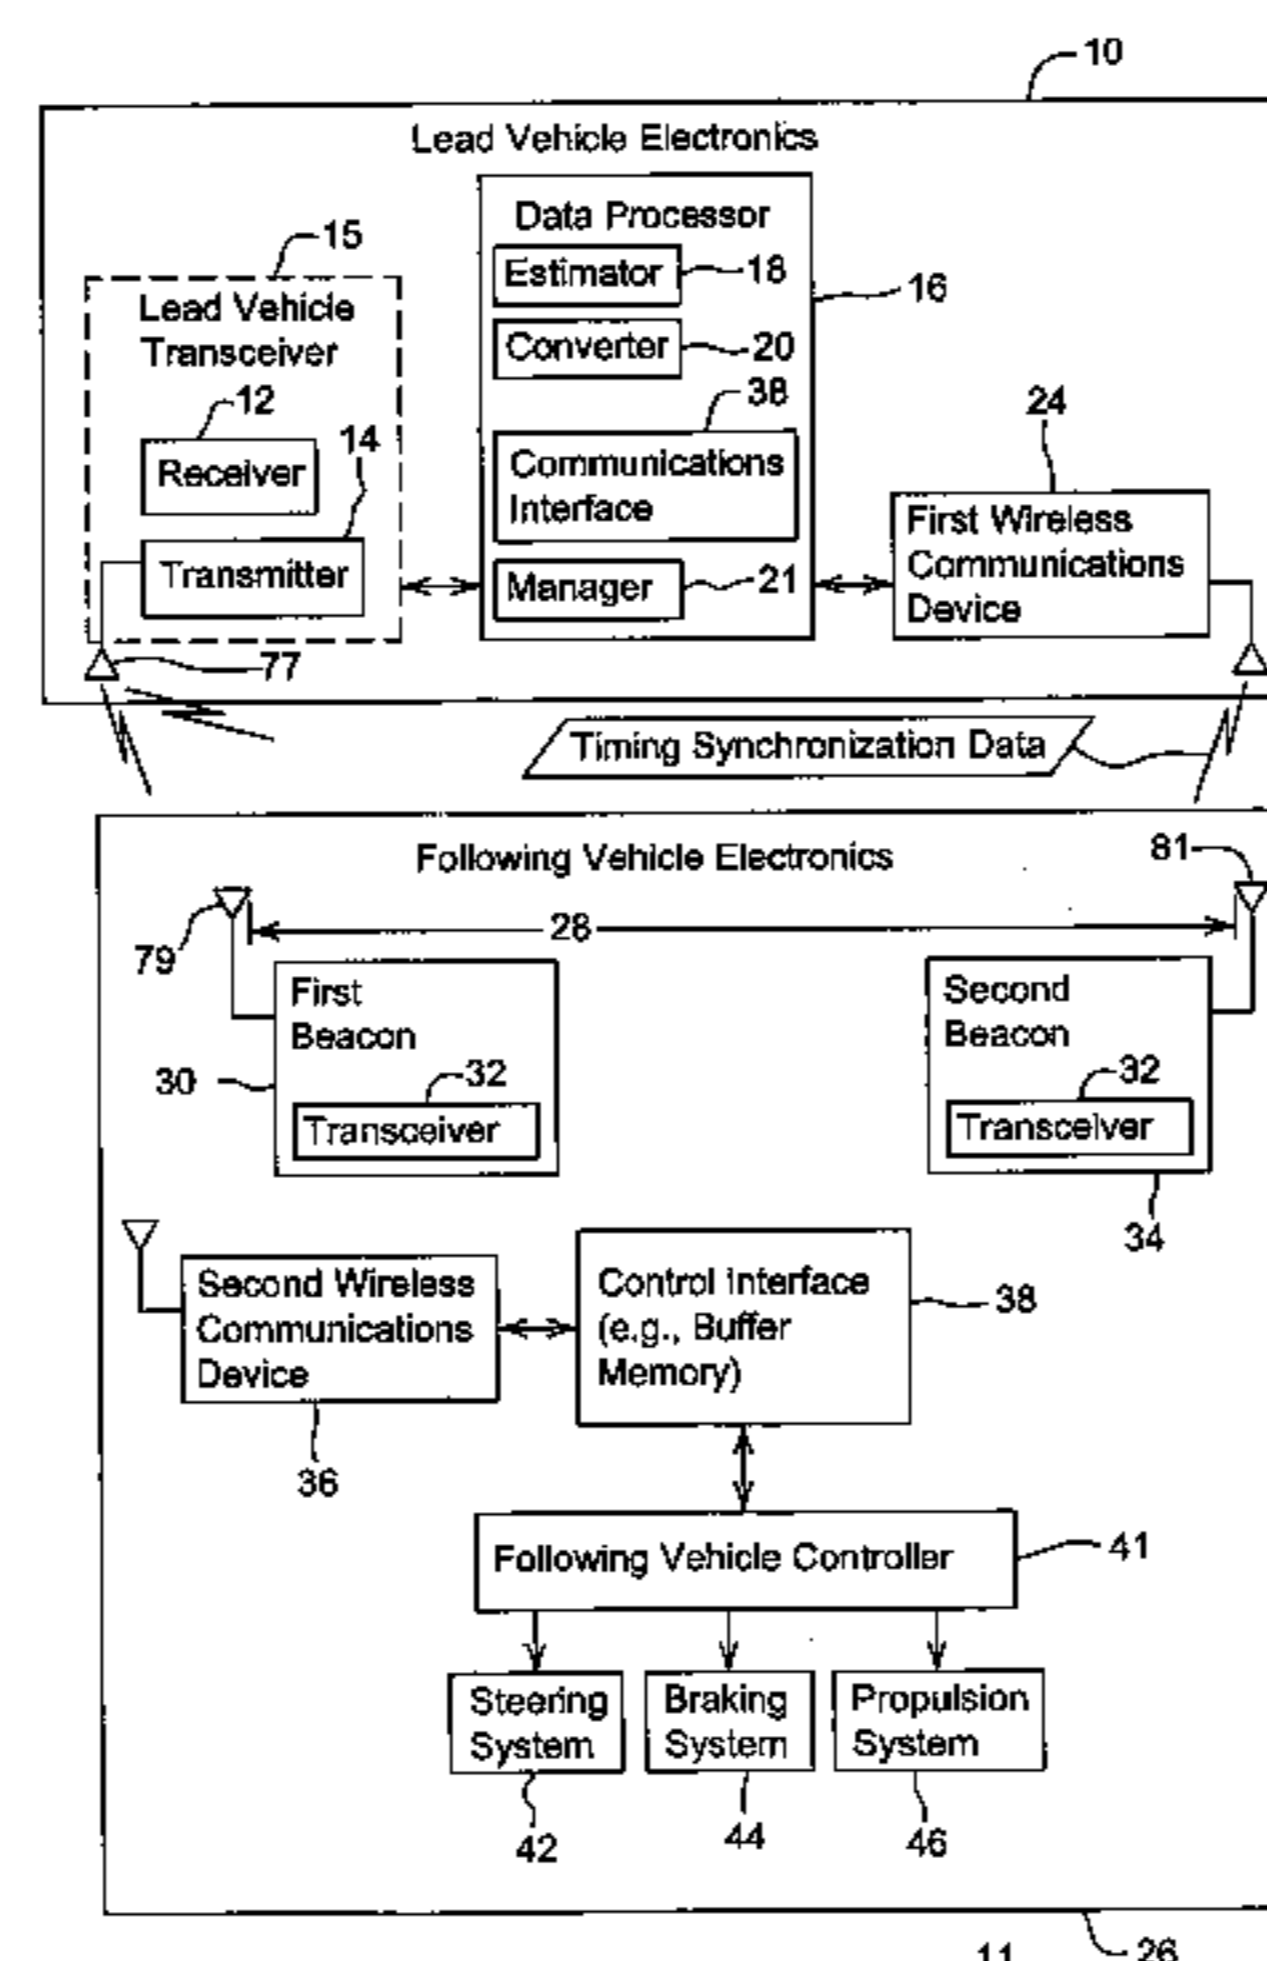 10
Lead Vehicle Electronics
Data Processor
15
Estimator
18
16
Lead Vehicle
Transceiver
Converter
20
12
38
24
14
Receiver
Communications
Interface
First Wireless
Communications
Device
Transmitter
Manager
21
77
Timing Synchronization Data
Following Vehicle Electronics
81
79
28
First
Beacon
Second
Beacon
30
32
32
Transceiver
Transceiver
34
Second Wireless
Communications
Device
Control Interface
(e.g., Buffer
Memory)
38
36
Following Vehicle Controller
41
Steering
System
Braking
System
Propulsion
System
42
44
46
11
26